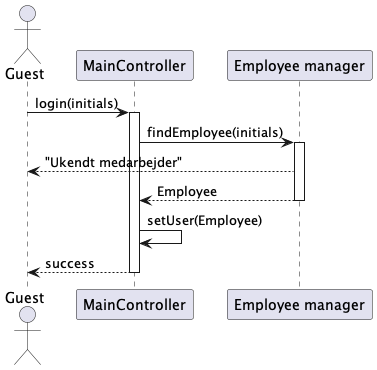 Guest
MainController
Employee manager
login(initials)
findEmployee(initials)
"Ukendt medarbejder"
Employee
setUser(Employee)
success
Guest
MainController
Employee manager